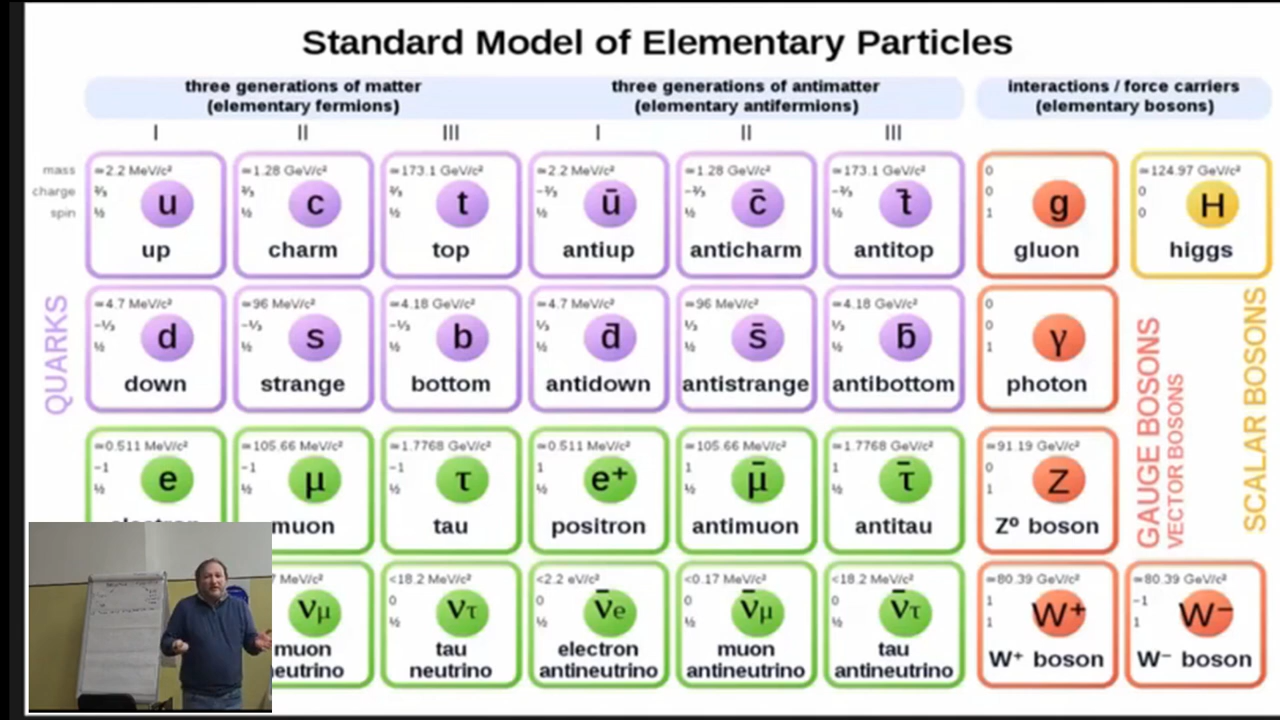 Standard Model of Elementary Particles
three generations of matter
(elementary fermions)
three generations of antimatter
(elementary antifermions)
interactions / force carriers
(elementary bosons)
I II III I II III
mass
charge
spin
≃2.2 MeV/c²
⅔
½
u
up
≃1.28 GeV/c²
⅔
½
c
charm
≃173.1 GeV/c²
⅔
½
t
top
≃2.2 MeV/c²
-⅔
½
ū
antiup
≃1.28 GeV/c²
-⅔
½
c̄
anticharm
≃173.1 GeV/c²
-⅔
½
t̄
antitop
0
0
1
g
gluon
≃124.97 GeV/c²
0
0
H
higgs
QUARKS
≃4.7 MeV/c²
-⅓
½
d
down
≃96 MeV/c²
-⅓
½
s
strange
≃4.18 GeV/c²
-⅓
½
b
bottom
≃4.7 MeV/c²
⅓
½
d̄
antidown
≃96 MeV/c²
⅓
½
s̄
antistrange
≃4.18 GeV/c²
⅓
½
b̄
antibottom
0
0
1
γ
photon
GAUGE BOSONS
VECTOR BOSONS
SCALAR BOSONS
≃0.511 MeV/c²
-1
½
e
electron
≃105.66 MeV/c²
-1
½
μ
muon
≃1.7768 GeV/c²
-1
½
τ
tau
≃0.511 MeV/c²
1
½
e⁺
positron
≃105.66 MeV/c²
1
½
μ̄
antimuon
≃1.7768 GeV/c²
1
½
τ̄
antitau
≃91.19 GeV/c²
0
1
Z
Z⁰ boson
7 MeV/c²
νμ
muon
neutrino
<18.2 MeV/c²
0
½
ντ
tau
neutrino
<2.2 eV/c²
0
½
ν̄e
electron
antineutrino
<0.17 MeV/c²
0
½
ν̄μ
muon
antineutrino
<18.2 MeV/c²
0
½
ν̄τ
tau
antineutrino
≃80.39 GeV/c²
1
1
W⁺
W⁺ boson
≃80.39 GeV/c²
-1
1
W⁻
W⁻ boson